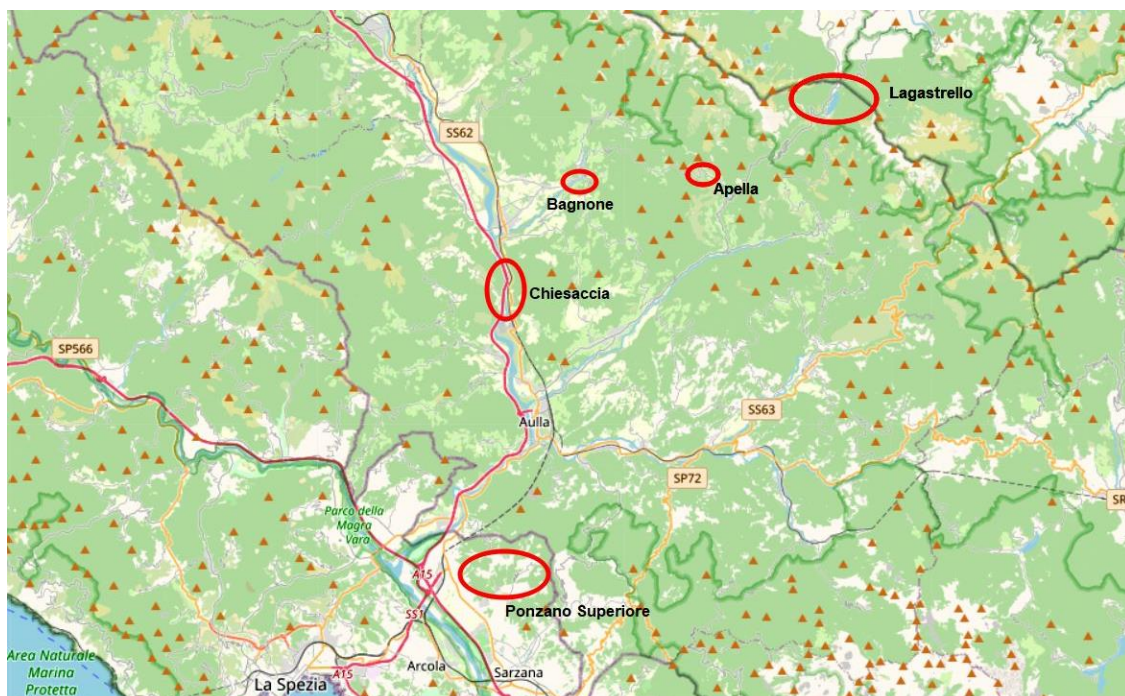 Lagastrello
SS62
Apella
Bagnone
Chiesaccia
SP566
SS63
Aulla
SP72
SR
Parco della
Magra
-Vara
A15
Ponzano Superiore
SS1
Area Naturale
Marina
Protetta
La Spezia
A15
Arcola
Sarzana